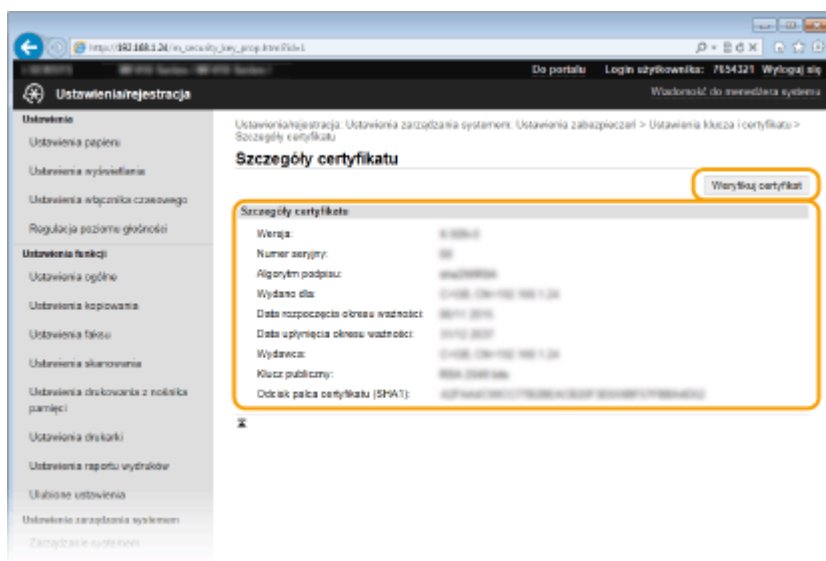 http://192.168.1.24/m_security_key_prop.html?id=1
Do portalu Login użytkownika: 7654321 Wyloguj się
Ustawienia/rejestracja
Wiadomość do menedżera systemu
Ustawienia
Ustawienia papieru
Ustawienia wyświetlania
Ustawienia włącznika czasowego
Regulacja poziomu głośności
Ustawienia funkcji
Ustawienia ogólne
Ustawienia kopiowania
Ustawienia faksu
Ustawienia skanowania
Ustawienia drukowania z nośnika
pamięci
Ustawienia drukarki
Ustawienia raportu wydruków
Ulubione ustawienia
Ustawienia zarządzania systemem
Zarządzanie systemem
Ustawienia/rejestracja: Ustawienia zarządzania systemem: Ustawienia zabezpieczeń > Ustawienia klucza i certyfikatu >
Szczegóły certyfikatu
Szczegóły certyfikatu
Weryfikuj certyfikat
Szczegóły certyfikatu
Wersja:
Numer seryjny:
Algorytm podpisu:
Wydano dla:
Data rozpoczęcia okresu ważności:
Data upłynięcia okresu ważności:
Wydawca:
Klucz publiczny:
Odcisk palca certyfikatu (SHA1):